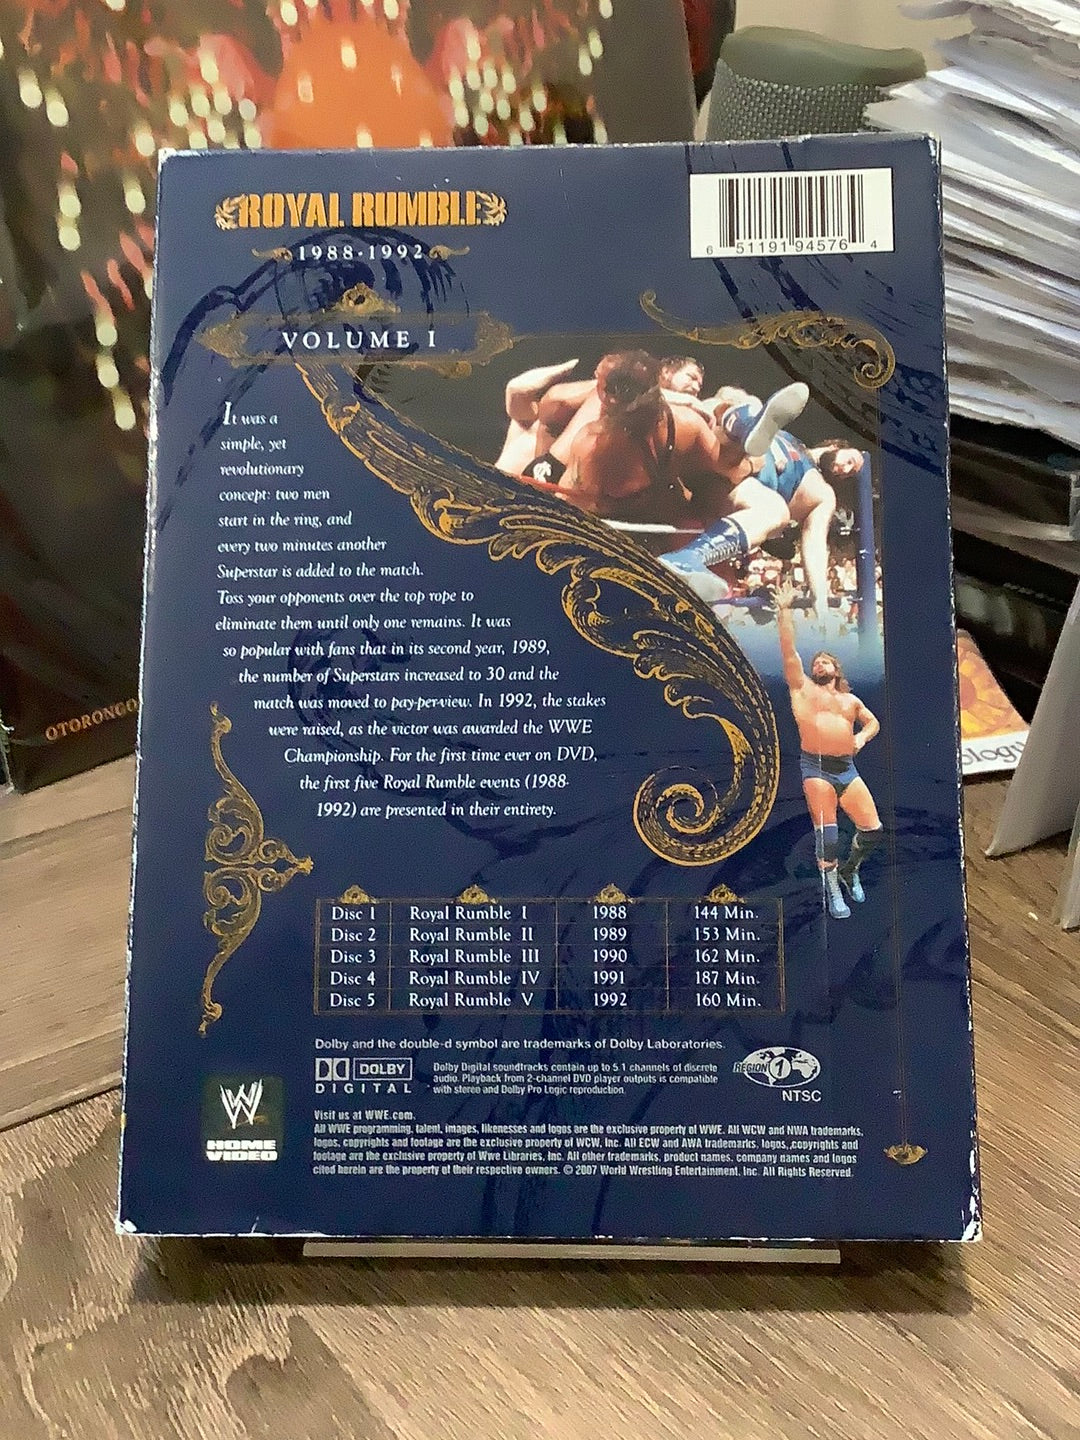 ROYAL RUMBLE
1988-1992
6 51191 94576 4
VOLUME I
It was a
simple, yet
revolutionary
concept: two men
start in the ring, and
every two minutes another
Superstar is added to the match.
Toss your opponents over the top rope to
eliminate them until only one remains. It was
so popular with fans that in its second year, 1989,
the number of Superstars increased to 30 and the
match was moved to pay-per-view. In 1992, the stakes
were raised, as the victor was awarded the WWE
Championship. For the first time ever on DVD,
the first five Royal Rumble events (1988-
1992) are presented in their entirety.
OTORONGO
ology
Disc 1 Royal Rumble I 1988 144 Min.
Disc 2 Royal Rumble II 1989 153 Min.
Disc 3 Royal Rumble III 1990 162 Min.
Disc 4 Royal Rumble IV 1991 187 Min.
Disc 5 Royal Rumble V 1992 160 Min.
Dolby and the double-d symbol are trademarks of Dolby Laboratories.
DOLBY
DIGITAL
Dolby Digital soundtracks contain up to 5.1 channels of discrete
audio. Playback from 2-channel DVD player outputs is compatible
with stereo and Dolby Pro Logic reproduction.
REGION 1
NTSC
W
HOME
VIDEO
Visit us at WWE.com.
All WWE programming, talent, images, likenesses and logos are the exclusive property of WWE. All WCW and NWA trademarks,
logos, copyrights and footage are the exclusive property of WCW, Inc. All ECW and AWA trademarks, logos, copyrights and
footage are the exclusive property of Wwe Libraries, Inc. All other trademarks, product names, company names and logos
cited herein are the property of their respective owners. © 2007 World Wrestling Entertainment, Inc. All Rights Reserved.